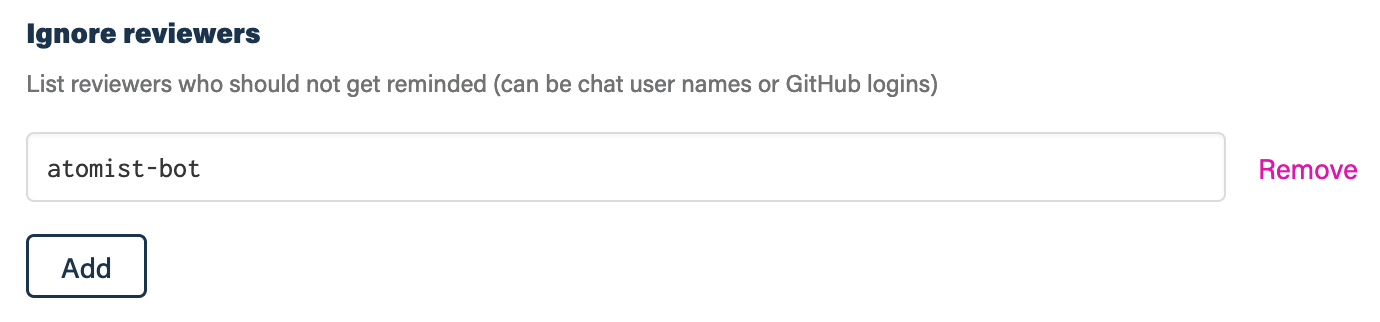 Ignore reviewers
List reviewers who should not get reminded (can be chat user names or GitHub logins)
atomist-bot
Remove
Add